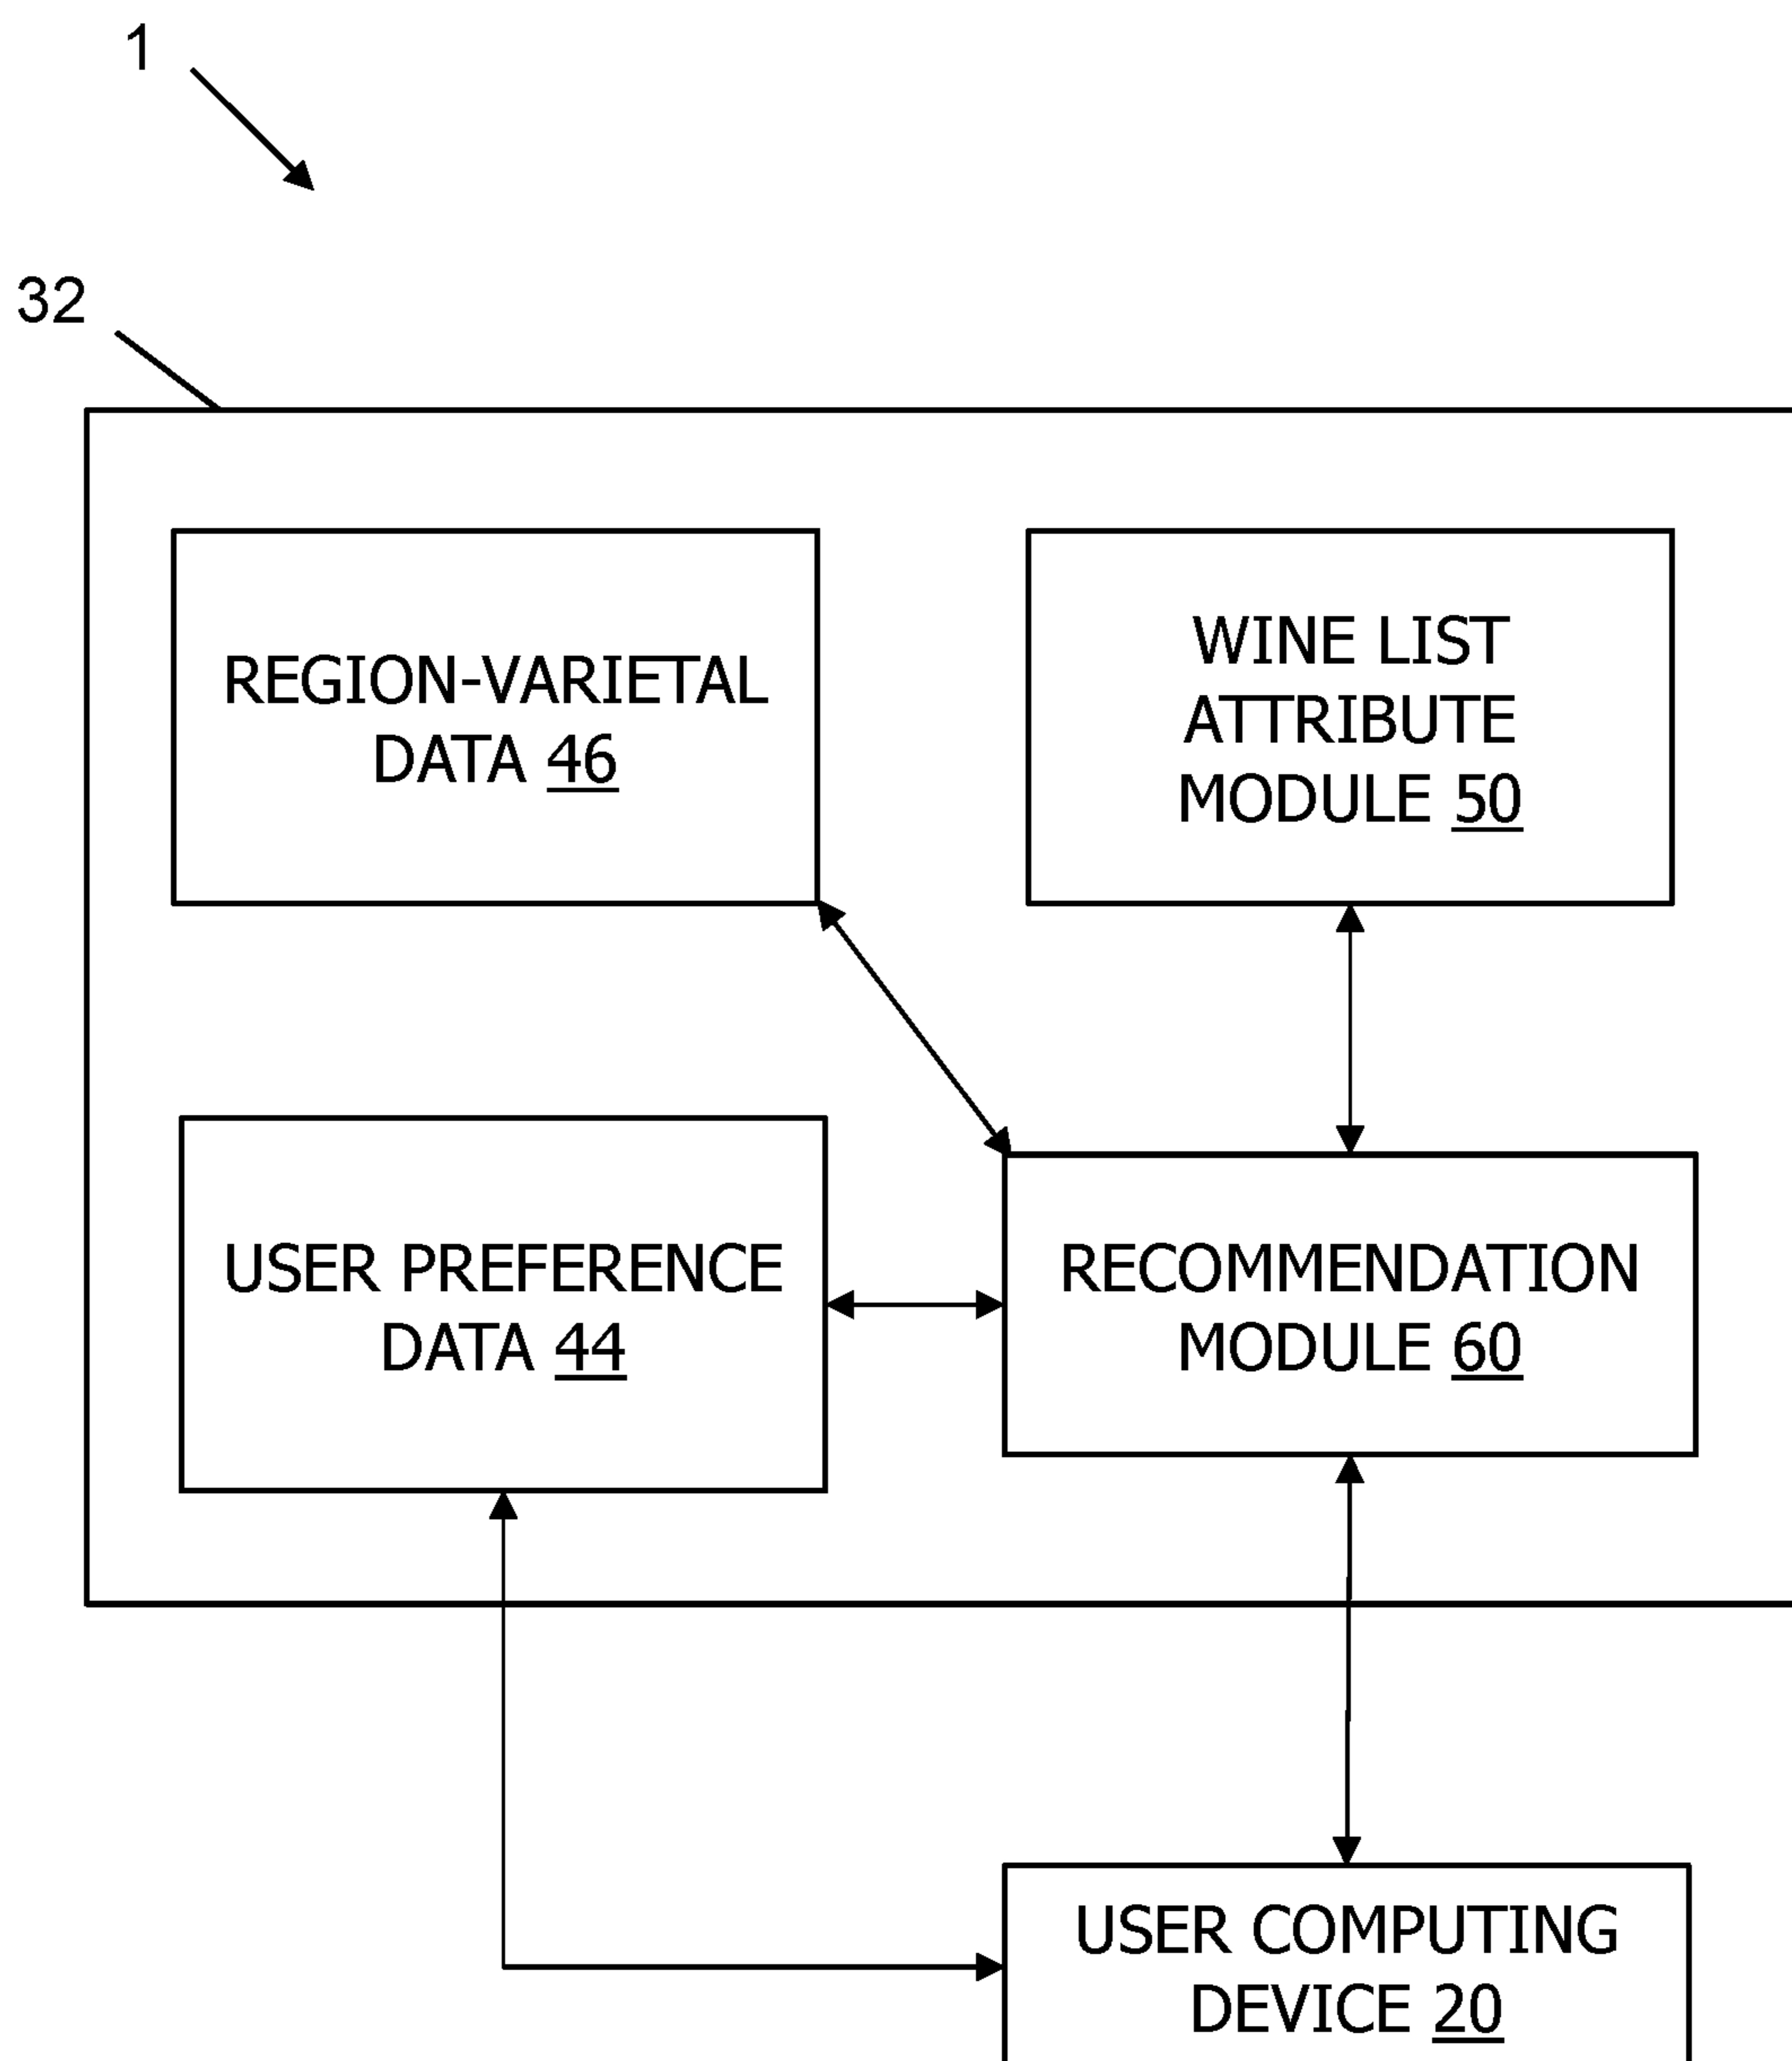 1
32
REGION-VARIETAL
DATA 46
WINE LIST
ATTRIBUTE
MODULE 50
USER PREFERENCE
DATA 44
RECOMMENDATION
MODULE 60
USER COMPUTING
DEVICE 20